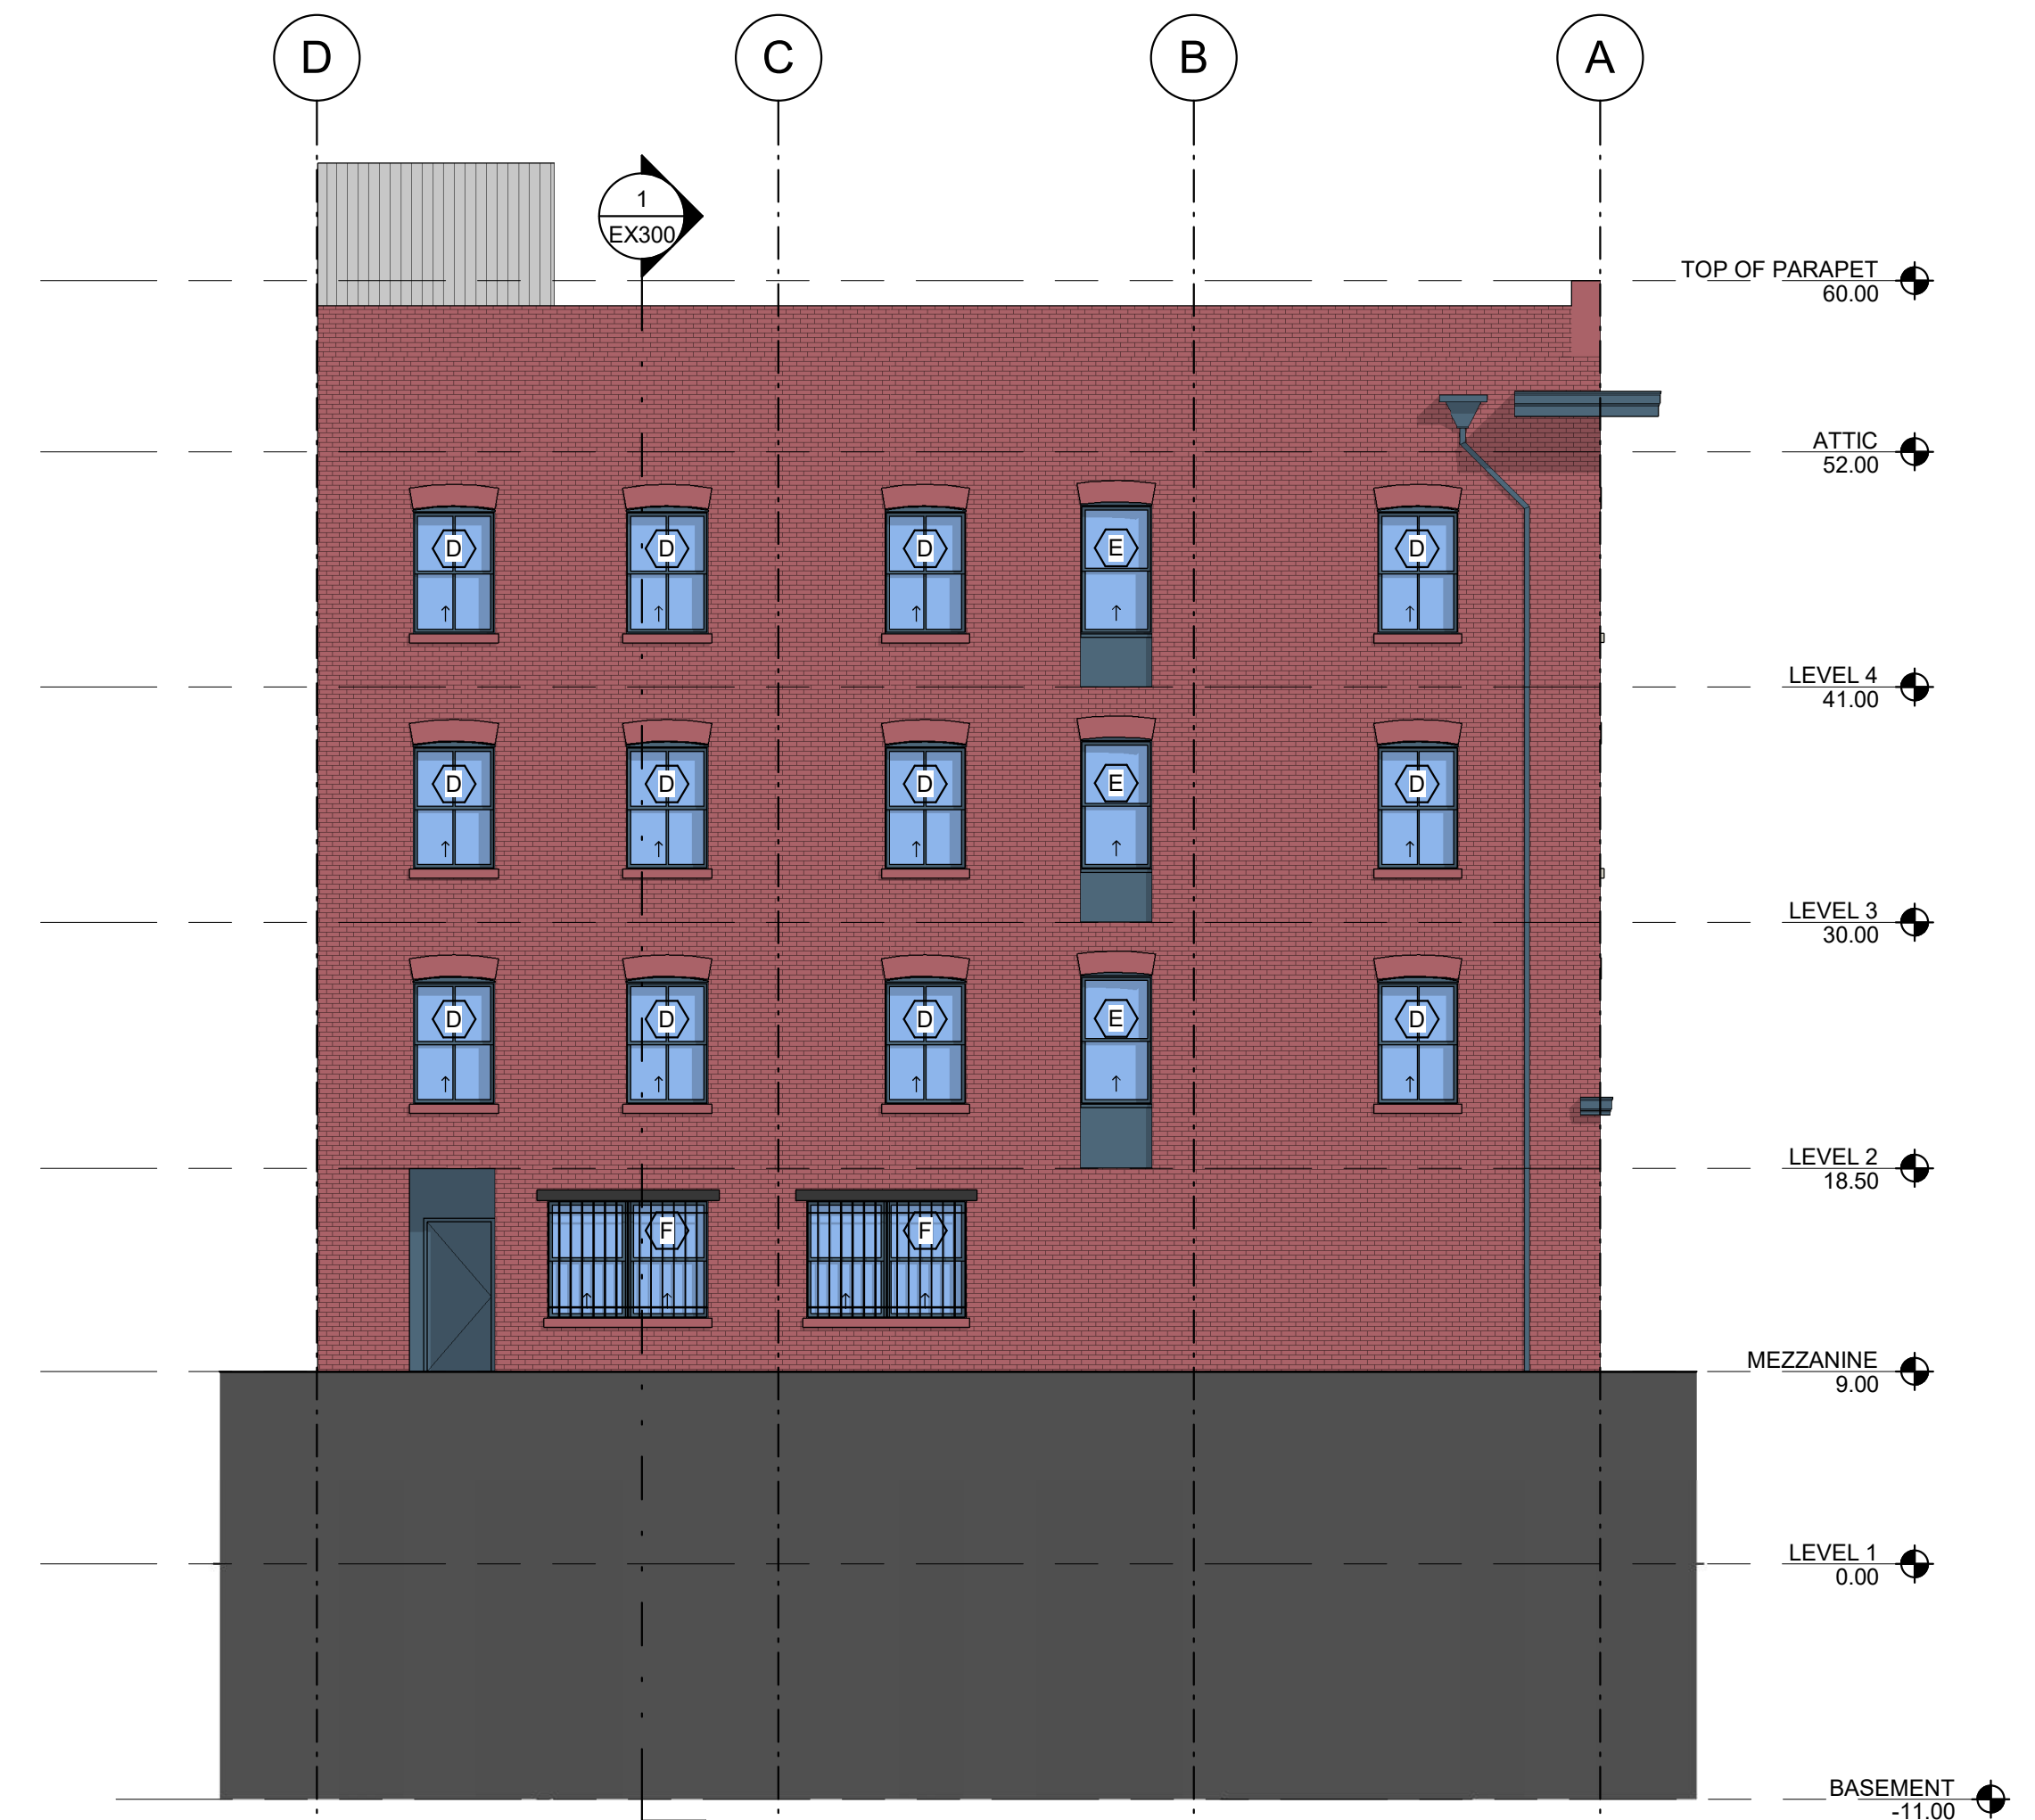 D C B A
1
EX300
TOP OF PARAPET
60.00
ATTIC
52.00
D D D E D
LEVEL 4
41.00
D D D E D
LEVEL 3
30.00
D D D E D
LEVEL 2
18.50
F F
MEZZANINE
9.00
LEVEL 1
0.00
BASEMENT
-11.00